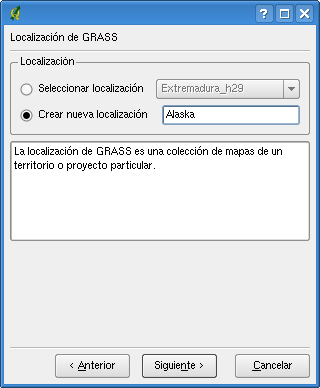 Localización de GRASS
Localización
Seleccionar localización
Extremadura_h29
Crear nueva localización
Alaska
La localización de GRASS es una colección de mapas de un
territorio o proyecto particular.
< Anterior
Siguiente >
Cancelar